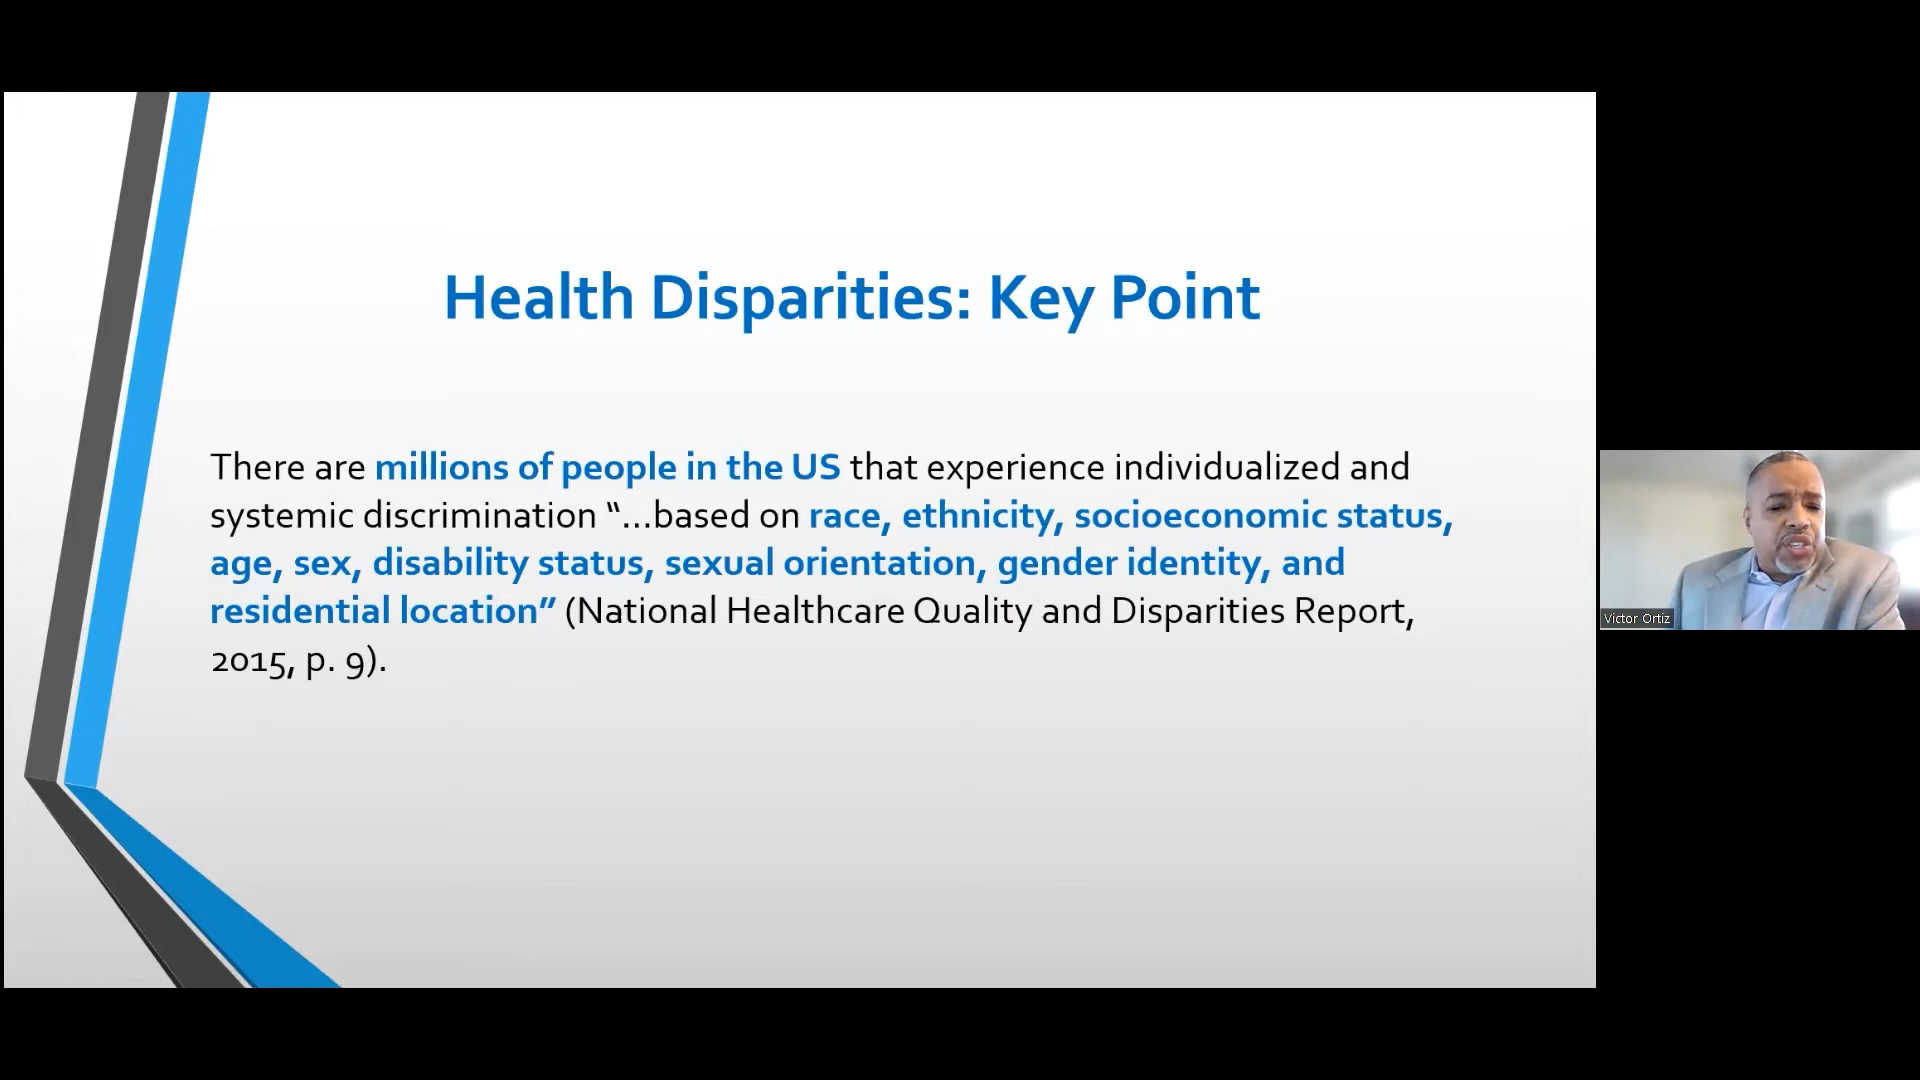 Health Disparities: Key Point
There are millions of people in the US that experience individualized and
systemic discrimination “...based on race, ethnicity, socioeconomic status,
age, sex, disability status, sexual orientation, gender identity, and
residential location” (National Healthcare Quality and Disparities Report,
2015, p. 9).
Victor Ortiz